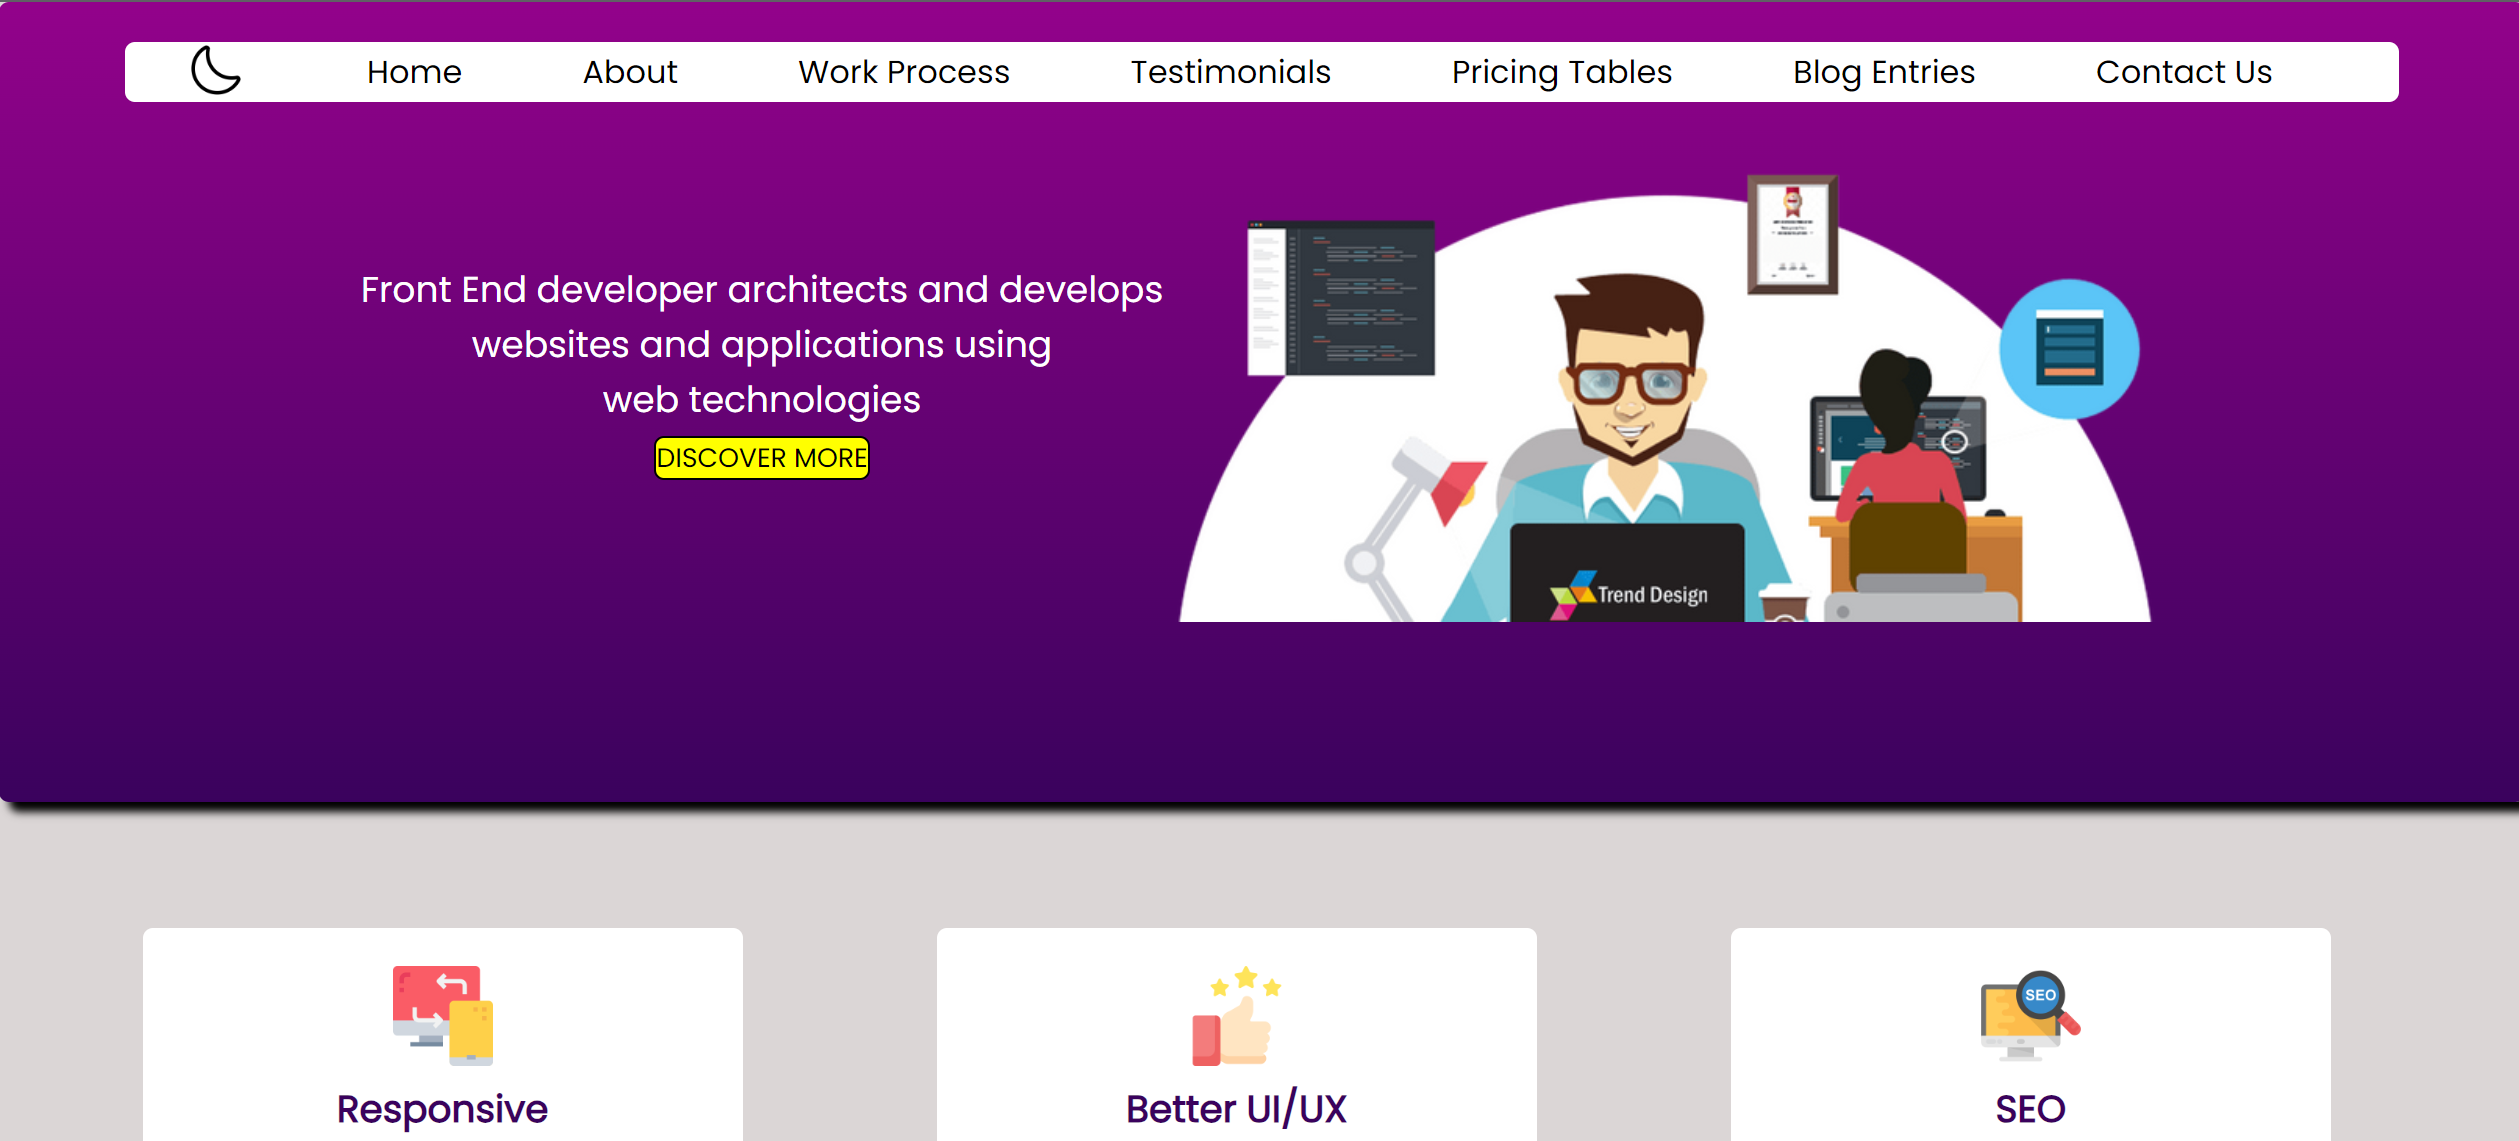 Home About Work Process Testimonials Pricing Tables Blog Entries Contact Us
Front End developer architects and develops
websites and applications using
web technologies
DISCOVER MORE
Trend Design
SEO
Responsive
Better UI/UX
SEO